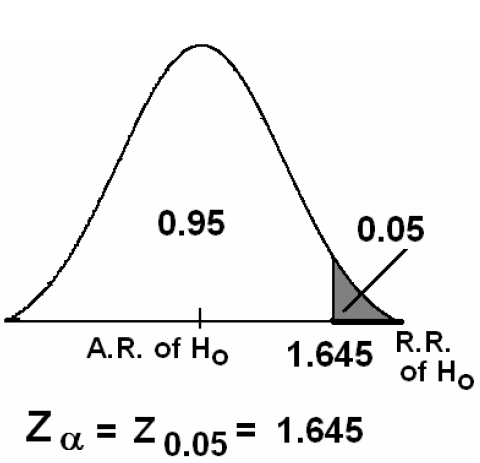 0.95
0.05
A.R. of Ho
1.645
R.R.
of Ho
Zα = Z0.05 = 1.645